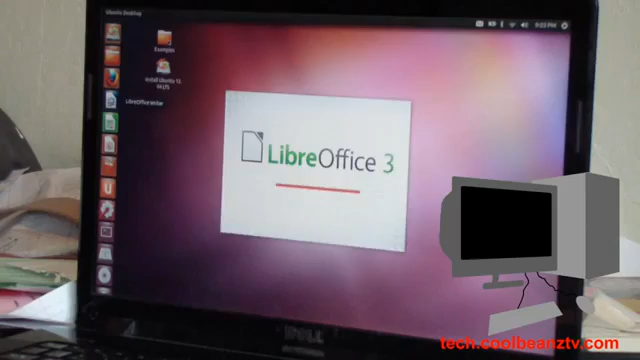 Ubuntu Desktop
9:03 PM
Examples
Install Ubuntu 12.
04 LTS
LibreOffice Writer
LibreOffice 3
DELL
tech.coolbeanztv.com